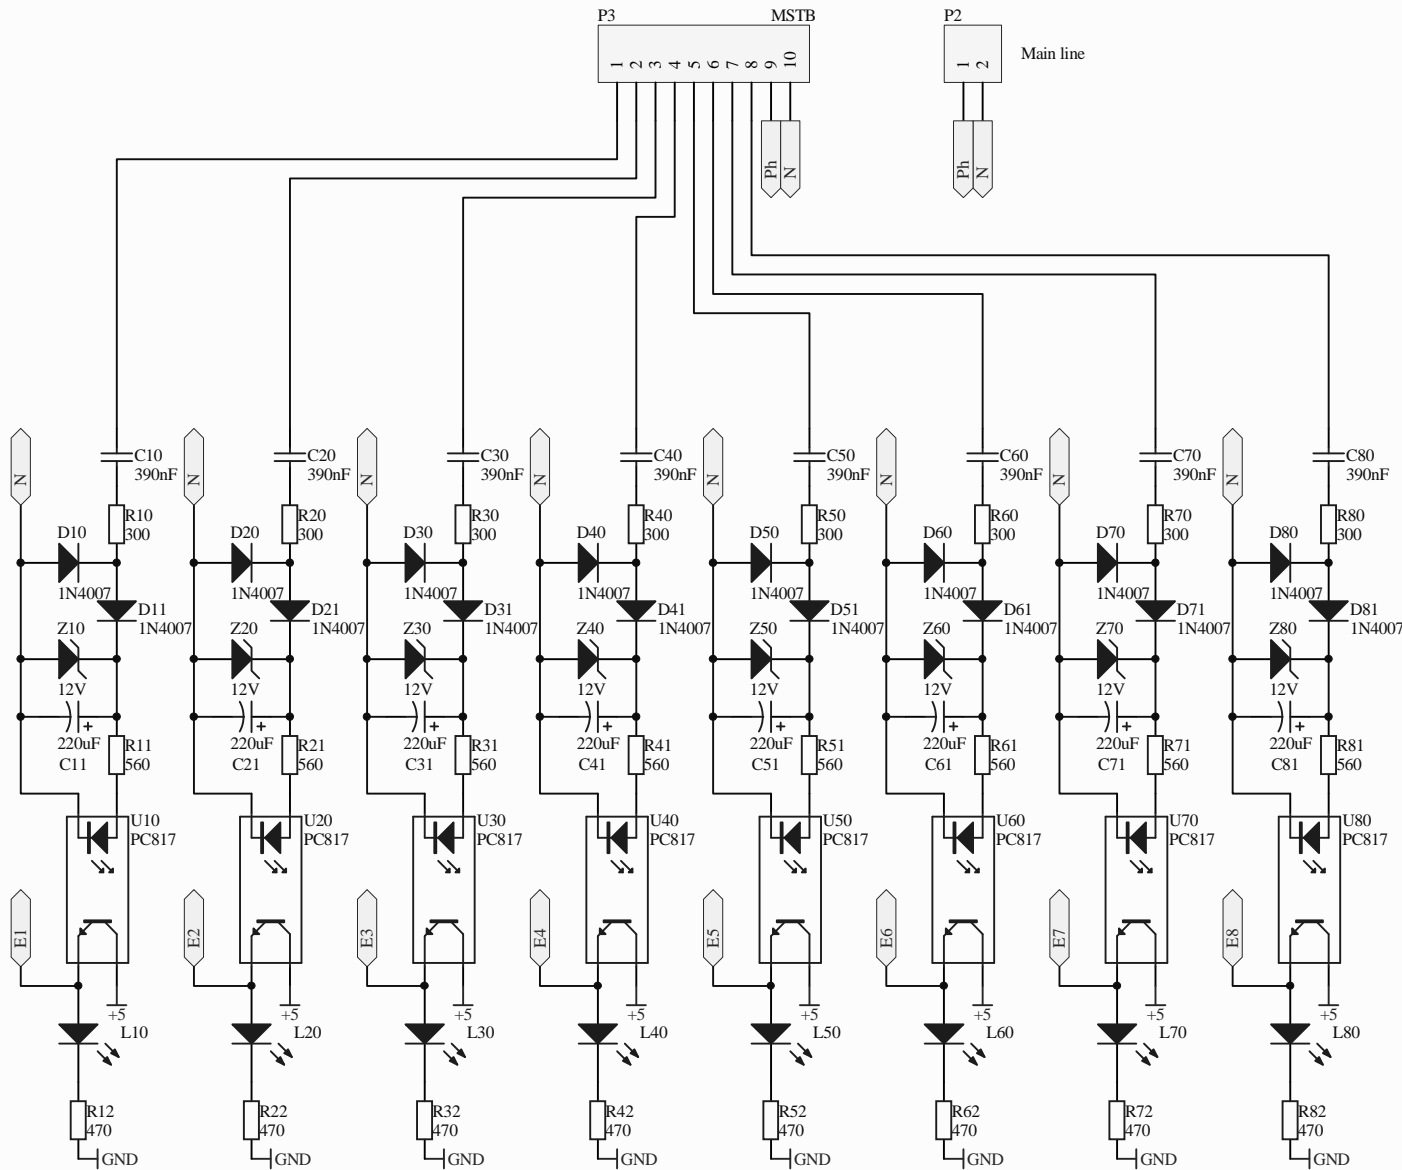 P3 MSTB P2
Main line
1 2 3 4 5 6 7 8 9 10 1 2
Ph N Ph N
N C10 N C20 N C30 N C40 N C50 N C60 N C70 N C80
390nF 390nF 390nF 390nF 390nF 390nF 390nF 390nF
R10 R20 R30 R40 R50 R60 R70 R80
D10 300 D20 300 D30 300 D40 300 D50 300 D60 300 D70 300 D80 300
1N4007 1N4007 1N4007 1N4007 1N4007 1N4007 1N4007 1N4007
D11 D21 D31 D41 D51 D61 D71 D81
Z10 1N4007 Z20 1N4007 Z30 1N4007 Z40 1N4007 Z50 1N4007 Z60 1N4007 Z70 1N4007 Z80 1N4007
12V 12V 12V 12V 12V 12V 12V 12V
+ + + + + + + +
220uF R11 220uF R21 220uF R31 220uF R41 220uF R51 220uF R61 220uF R71 220uF R81
C11 560 C21 560 C31 560 C41 560 C51 560 C61 560 C71 560 C81 560
U10 U20 U30 U40 U50 U60 U70 U80
PC817 PC817 PC817 PC817 PC817 PC817 PC817 PC817
E1 E2 E3 E4 E5 E6 E7 E8
+5 +5 +5 +5 +5 +5 +5 +5
L10 L20 L30 L40 L50 L60 L70 L80
R12 R22 R32 R42 R52 R62 R72 R82
470 470 470 470 470 470 470 470
GND GND GND GND GND GND GND GND